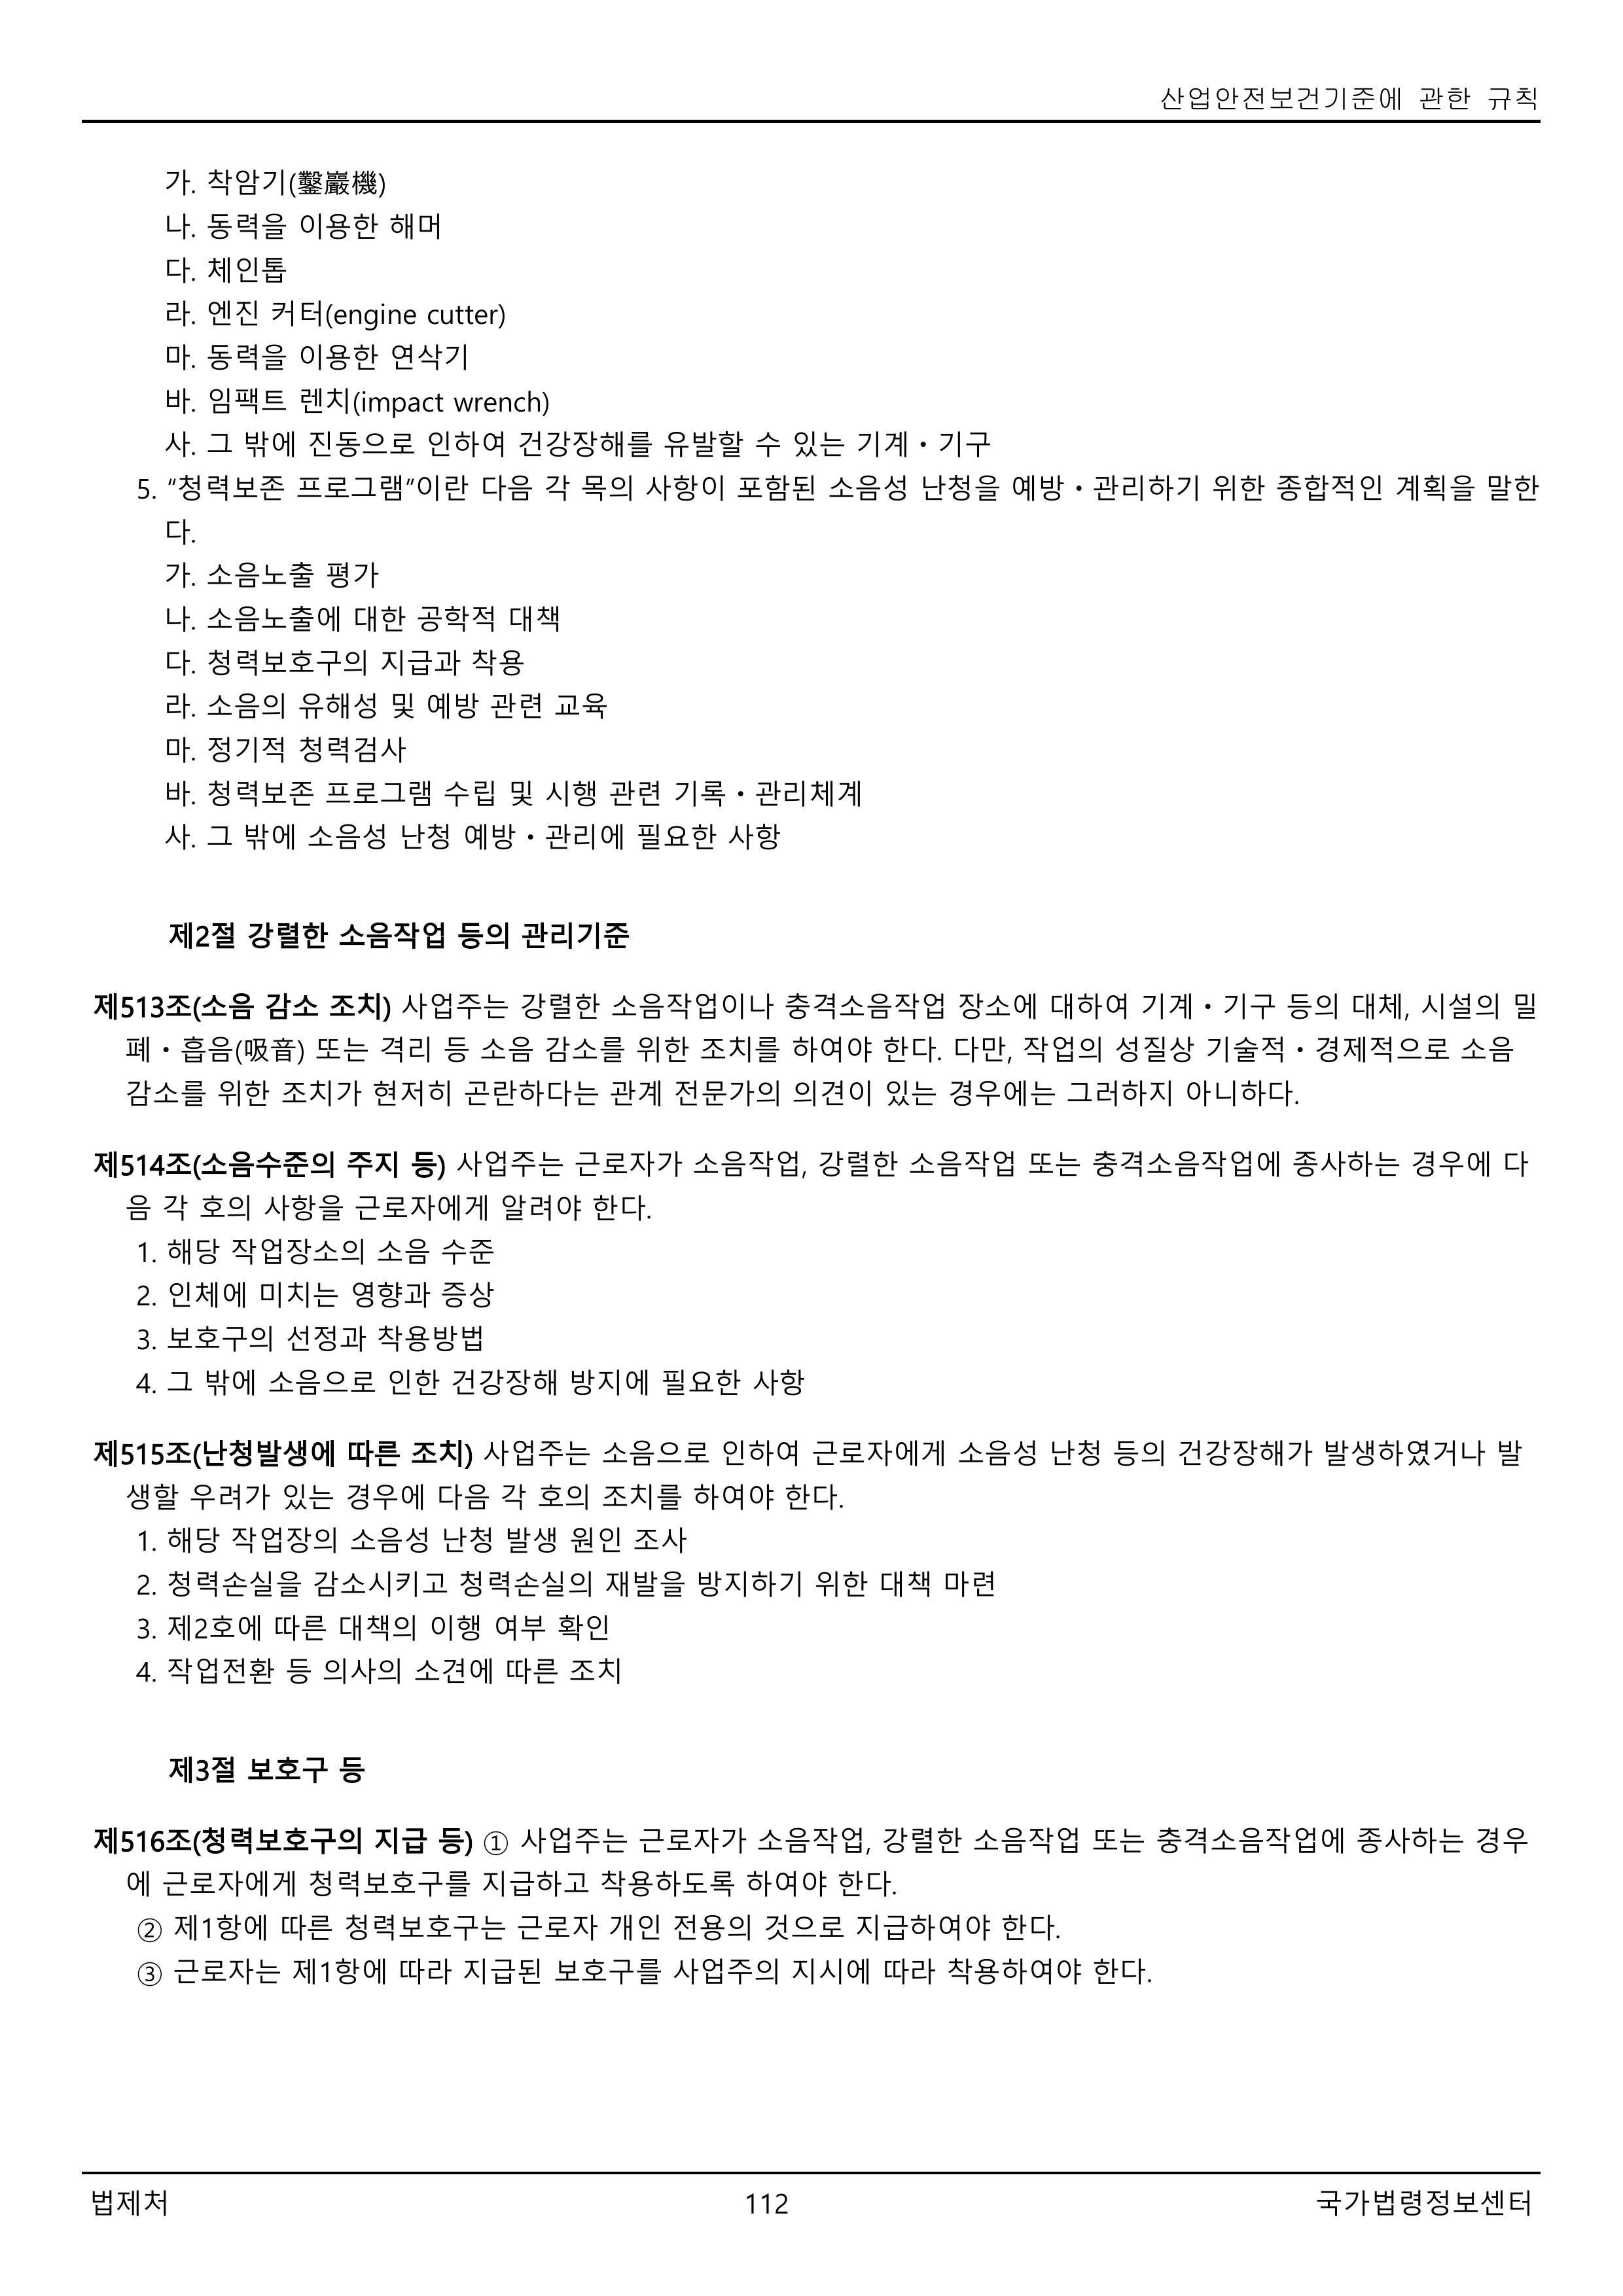 산업안전보건기준에 관한 규칙
가. 착암기(鑿巖機)
나. 동력을 이용한 해머
다. 체인톱
라. 엔진 커터(engine cutter)
마. 동력을 이용한 연삭기
바. 임팩트 렌치(impact wrench)
사. 그 밖에 진동으로 인하여 건강장해를 유발할 수 있는 기계・기구
5. “청력보존 프로그램”이란 다음 각 목의 사항이 포함된 소음성 난청을 예방・관리하기 위한 종합적인 계획을 말한
다.
가. 소음노출 평가
나. 소음노출에 대한 공학적 대책
다. 청력보호구의 지급과 착용
라. 소음의 유해성 및 예방 관련 교육
마. 정기적 청력검사
바. 청력보존 프로그램 수립 및 시행 관련 기록・관리체계
사. 그 밖에 소음성 난청 예방・관리에 필요한 사항
제2절 강렬한 소음작업 등의 관리기준
제513조(소음 감소 조치) 사업주는 강렬한 소음작업이나 충격소음작업 장소에 대하여 기계・기구 등의 대체, 시설의 밀
폐・흡음(吸音) 또는 격리 등 소음 감소를 위한 조치를 하여야 한다. 다만, 작업의 성질상 기술적・경제적으로 소음
감소를 위한 조치가 현저히 곤란하다는 관계 전문가의 의견이 있는 경우에는 그러하지 아니하다.
제514조(소음수준의 주지 등) 사업주는 근로자가 소음작업, 강렬한 소음작업 또는 충격소음작업에 종사하는 경우에 다
음 각 호의 사항을 근로자에게 알려야 한다.
1. 해당 작업장소의 소음 수준
2. 인체에 미치는 영향과 증상
3. 보호구의 선정과 착용방법
4. 그 밖에 소음으로 인한 건강장해 방지에 필요한 사항
제515조(난청발생에 따른 조치) 사업주는 소음으로 인하여 근로자에게 소음성 난청 등의 건강장해가 발생하였거나 발
생할 우려가 있는 경우에 다음 각 호의 조치를 하여야 한다.
1. 해당 작업장의 소음성 난청 발생 원인 조사
2. 청력손실을 감소시키고 청력손실의 재발을 방지하기 위한 대책 마련
3. 제2호에 따른 대책의 이행 여부 확인
4. 작업전환 등 의사의 소견에 따른 조치
제3절 보호구 등
제516조(청력보호구의 지급 등) ① 사업주는 근로자가 소음작업, 강렬한 소음작업 또는 충격소음작업에 종사하는 경우
에 근로자에게 청력보호구를 지급하고 착용하도록 하여야 한다.
② 제1항에 따른 청력보호구는 근로자 개인 전용의 것으로 지급하여야 한다.
③ 근로자는 제1항에 따라 지급된 보호구를 사업주의 지시에 따라 착용하여야 한다.
법제처
112
국가법령정보센터